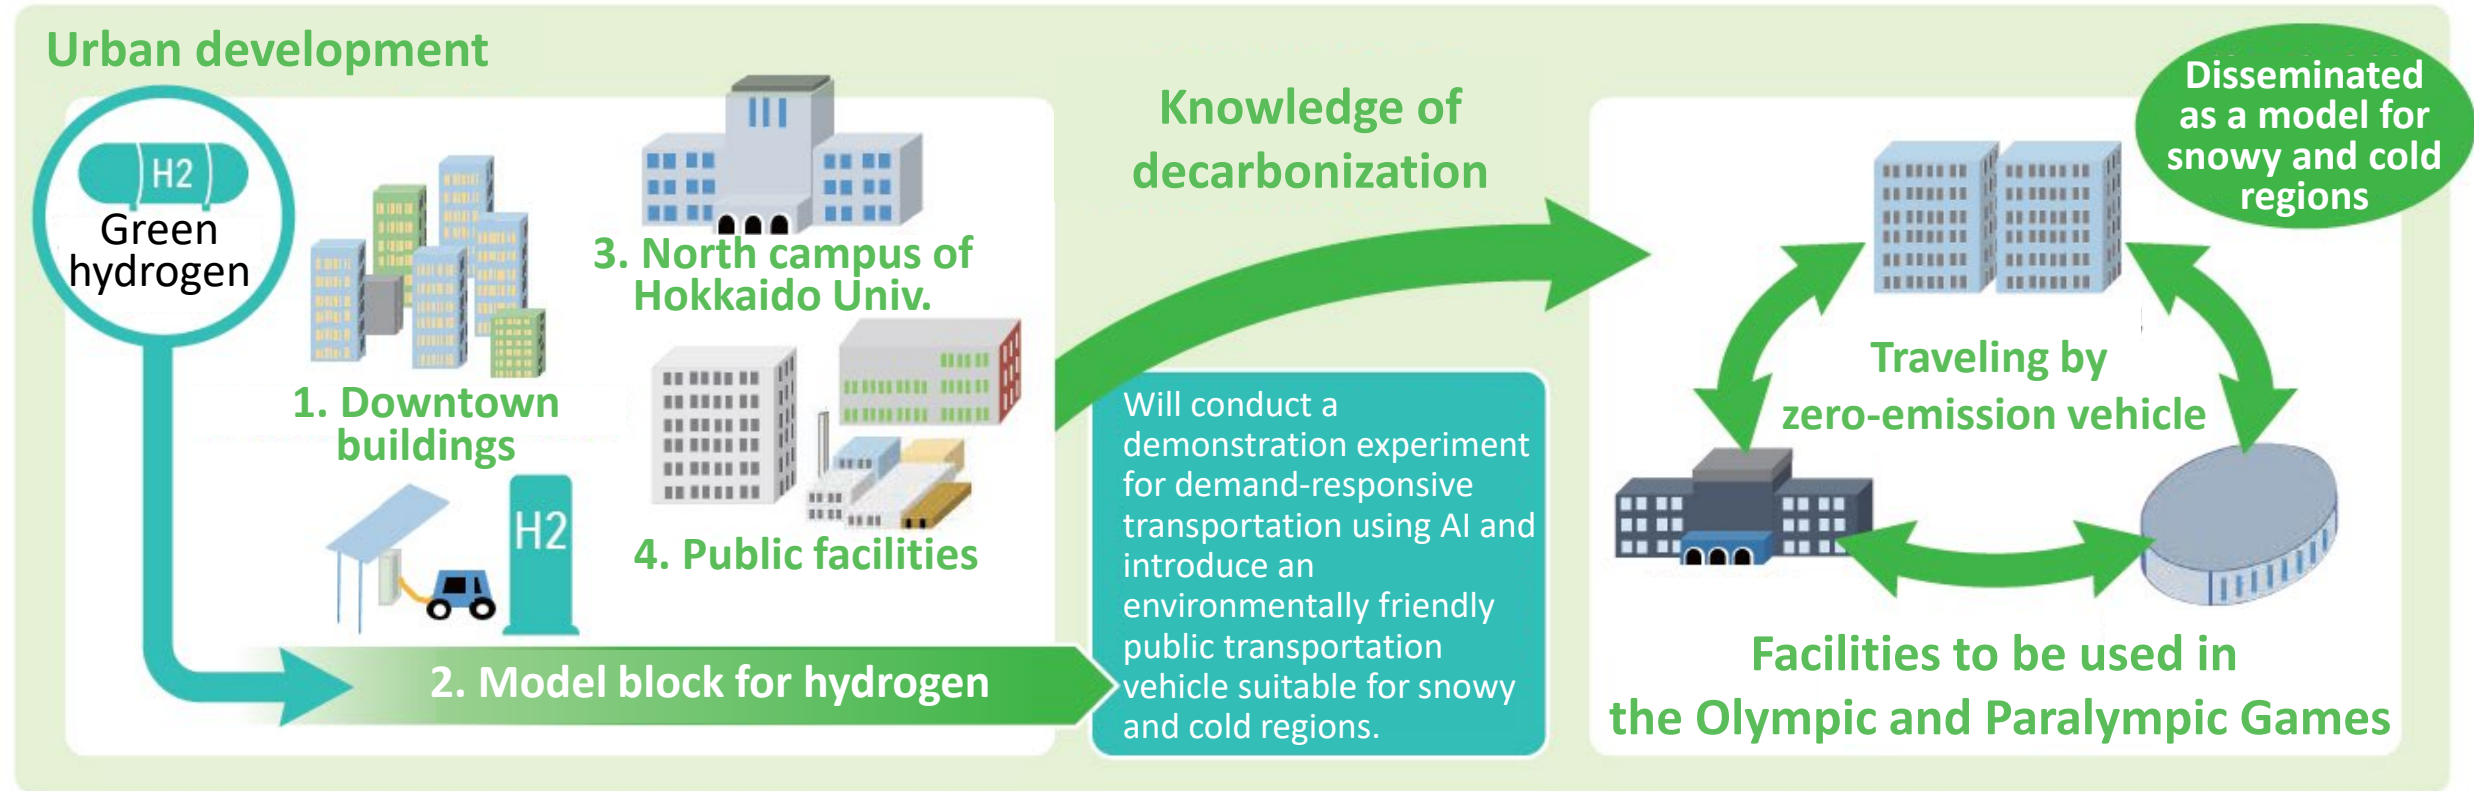 Urban development
H2
Green
hydrogen
1. Downtown
buildings
3. North campus of
Hokkaido Univ.
4. Public facilities
H2
2. Model block for hydrogen
Knowledge of
decarbonization
Will conduct a
demonstration experiment
for demand-responsive
transportation using AI and
introduce an
environmentally friendly
public transportation
vehicle suitable for snowy
and cold regions.
Disseminated
as a model for
snowy and cold
regions
Traveling by
zero-emission vehicle
Facilities to be used in
the Olympic and Paralympic Games